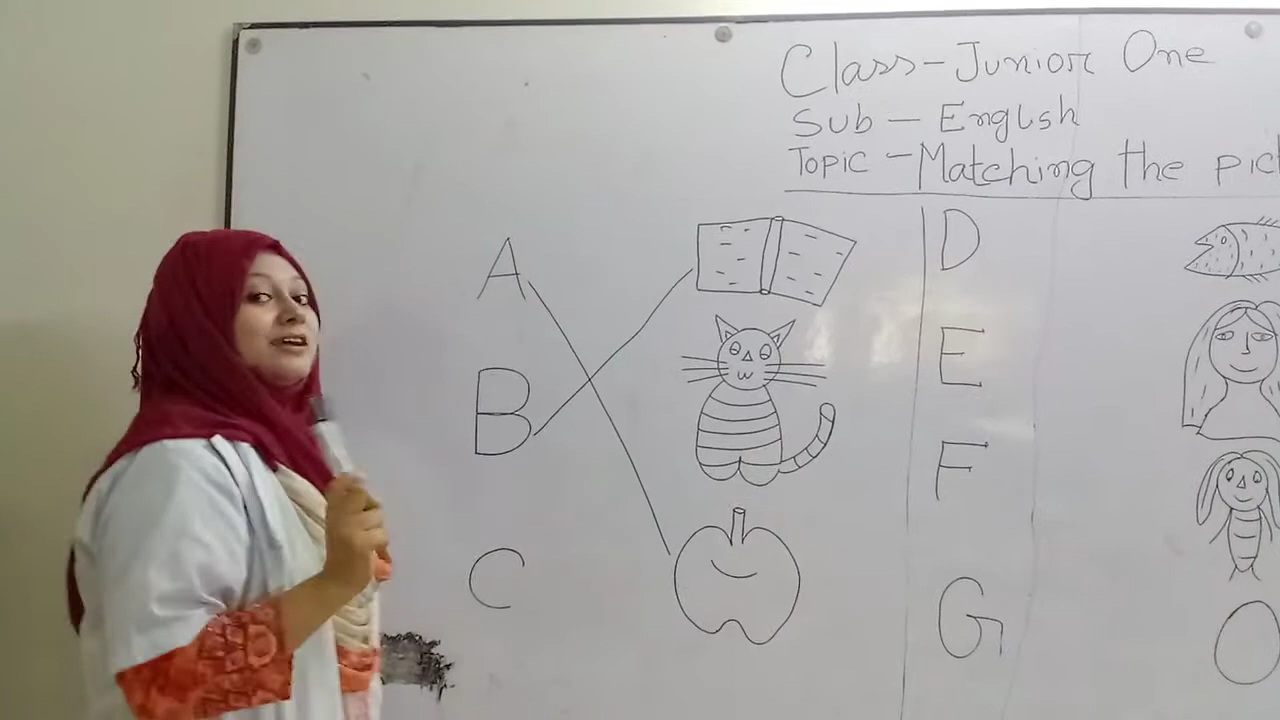 Class-Junior One
Sub - English
Topic - Matching the
A
B
C
D
E
F
G